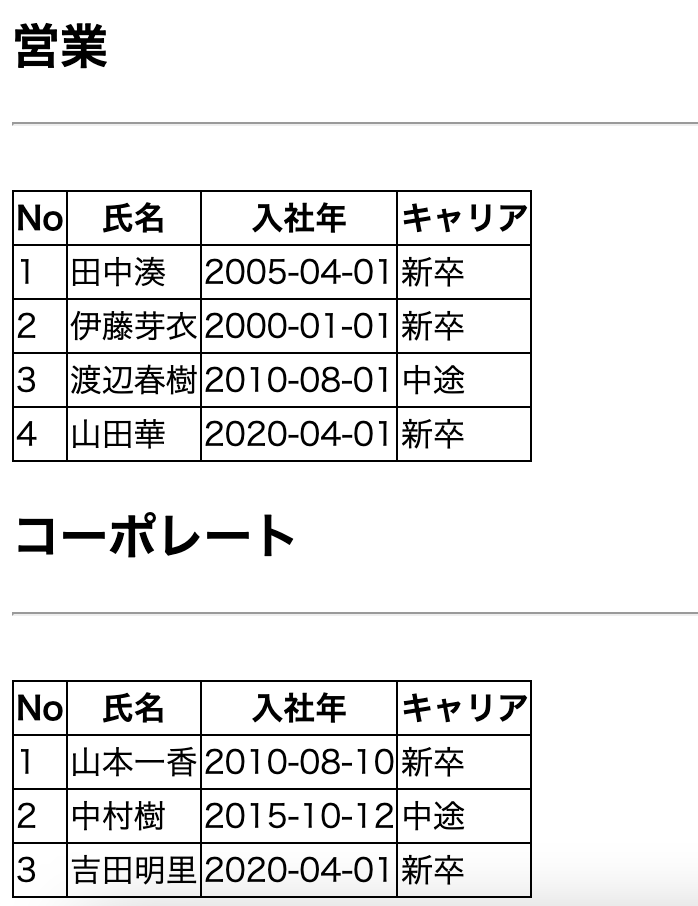 営業
No 氏名 入社年 キャリア
1 田中湊 2005-04-01 新卒
2 伊藤芽衣 2000-01-01 新卒
3 渡辺春樹 2010-08-01 中途
4 山田華 2020-04-01 新卒
コーポレート
No 氏名 入社年 キャリア
1 山本一香 2010-08-10 新卒
2 中村樹 2015-10-12 中途
3 吉田明里 2020-04-01 新卒